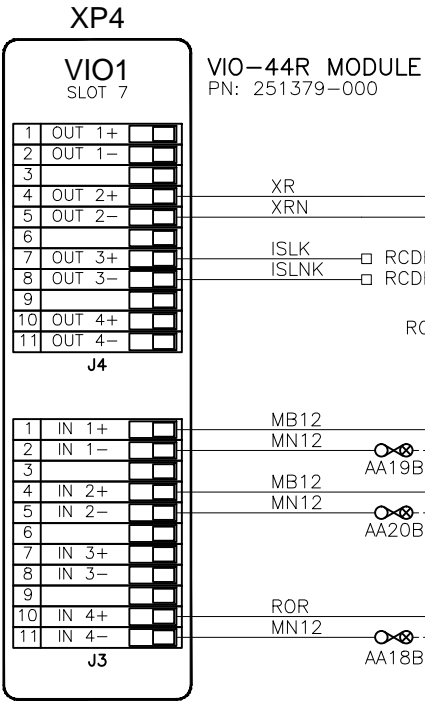 XP4
VIO1
SLOT 7
VIO-44R MODULE
PN: 251379-000
1 OUT 1+
2 OUT 1-
3
4 OUT 2+ XR
5 OUT 2- XRN
6
7 OUT 3+ ISLK
8 OUT 3- ISLNK
9
10 OUT 4+
11 OUT 4-
J4
1 IN 1+ MB12
2 IN 1- MN12
AA19B
3
4 IN 2+ MB12
5 IN 2- MN12
AA20B
6
7 IN 3+
8 IN 3-
9
10 IN 4+ ROR
11 IN 4- MN12
AA18B
J3